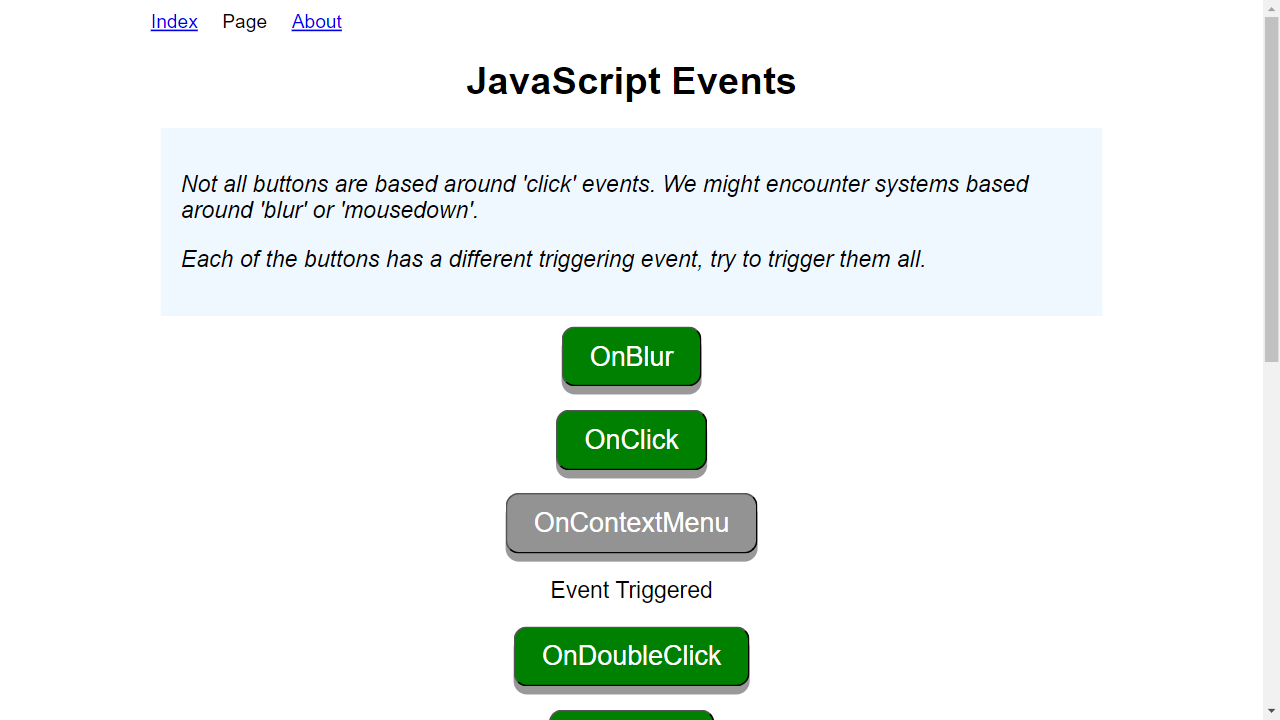 Index Page About
JavaScript Events
Not all buttons are based around 'click' events. We might encounter systems based
around 'blur' or 'mousedown'.
Each of the buttons has a different triggering event, try to trigger them all.
OnBlur
OnClick
OnContextMenu
Event Triggered
OnDoubleClick